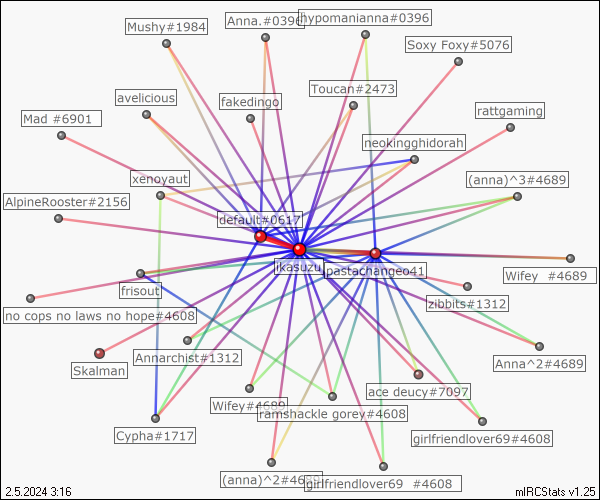 hypomanianna#0396
Anna.#0396
Mushy#1984
Soxy Foxy#5076
Toucan#2473
avelicious
fakedingo
rattgaming
Mad #6901
neokingghidorah
xenoyaut
(anna)^3#4689
AlpineRooster#2156
default#0617
ikasuzu
pastachangeo41
Wifey #4689
frisout
zibbits#1312
no cops no laws no hope#4608
Annarchist#1312
Anna^2#4689
Skalman
ace deucy#7097
Wifey#4689
ramshackle gorey#4608
Cypha#1717
girlfriendlover69#4608
(anna)^2#4689
girlfriendlover69 #4608
2.5.2024 3:16
mIRCStats v1.25